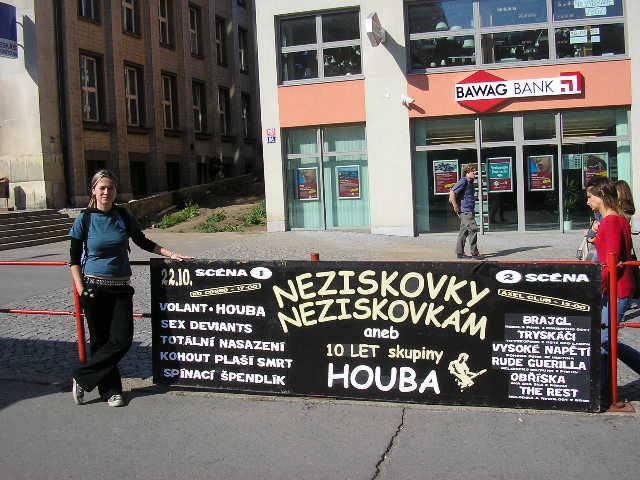 BAWAG BANK
22.10. SCÉNA 1
VOLANT • HOUBA
SEX DEVIANTS
TOTÁLNÍ NASAZENÍ
KOHOUT PLAŠÍ SMRT
SPÍNACÍ ŠPENDLÍK
NEZISKOVKY
NEZISKOVKÁM
aneb
10 LET skupiny
HOUBA
2 SCÉNA
BRAJGL
TRYSKÁČI
VYSOKÉ NAPĚTÍ
RUDE GUERILLA
OBŘÍSKA
THE REST